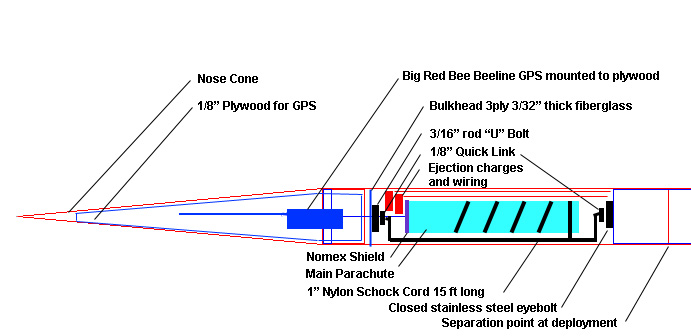 Nose Cone
1/8” Plywood for GPS
Big Red Bee Beeline GPS mounted to plywood
Bulkhead 3ply 3/32” thick fiberglass
3/16” rod “U” Bolt
1/8” Quick Link
Ejection charges
and wiring
Nomex Shield
Main Parachute
1” Nylon Schock Cord 15 ft long
Closed stainless steel eyebolt
Separation point at deployment